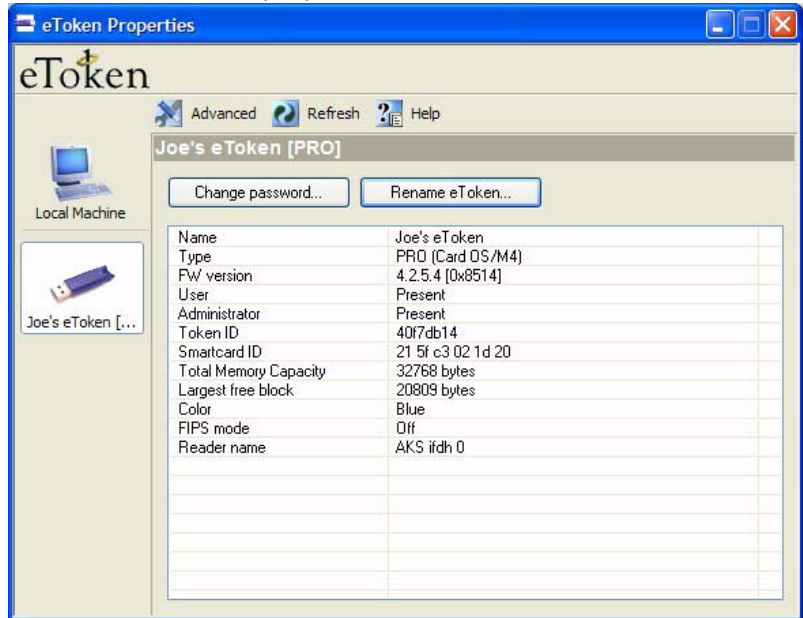 eToken Properties
eToken
Advanced Refresh Help
Joe's eToken [PRO]
Change password... Rename eToken...
Local Machine
Joe's eToken [...
Name Joe's eToken
Type PRO (Card OS/M4)
FW version 4.2.5.4 [0x8514]
User Present
Administrator Present
Token ID 40f7db14
Smartcard ID 21 5f c3 02 1d 20
Total Memory Capacity 32768 bytes
Largest free block 20809 bytes
Color Blue
FIPS mode Off
Reader name AKS ifdh 0